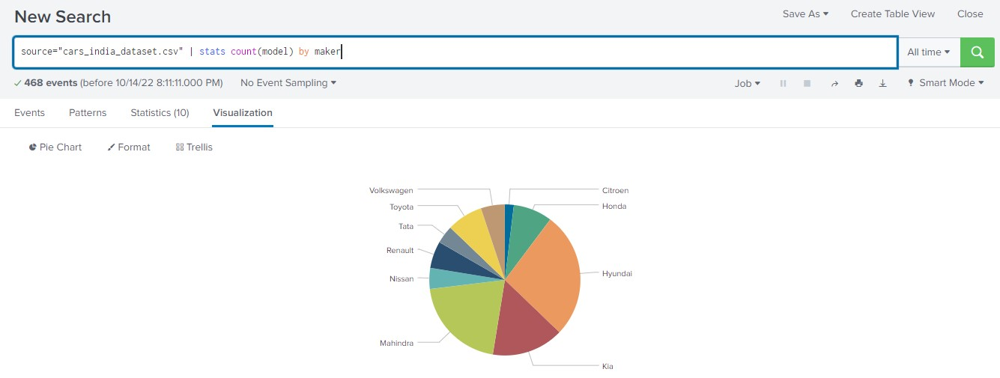 New Search
Save As ▾ Create Table View Close
source="cars_india_dataset.csv" | stats count(model) by maker
All time ▾
✓ 468 events (before 10/14/22 8:11:11.000 PM) No Event Sampling ▾
Job ▾ Smart Mode ▾
Events Patterns Statistics (10) Visualization
Pie Chart Format Trellis
Volkswagen Citroen
Toyota Honda
Tata
Renault
Hyundai
Nissan
Mahindra
Kia